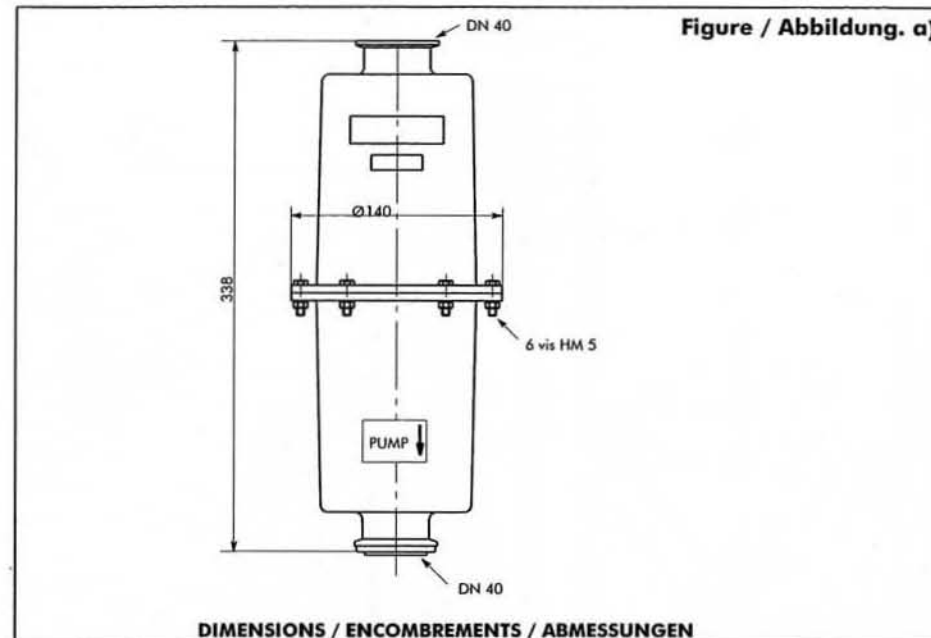 DN 40
Figure / Abbildung. a)
Ø140
338
6 vis HM 5
PUMP
DN 40
DIMENSIONS / ENCOMBREMENTS / ABMESSUNGEN